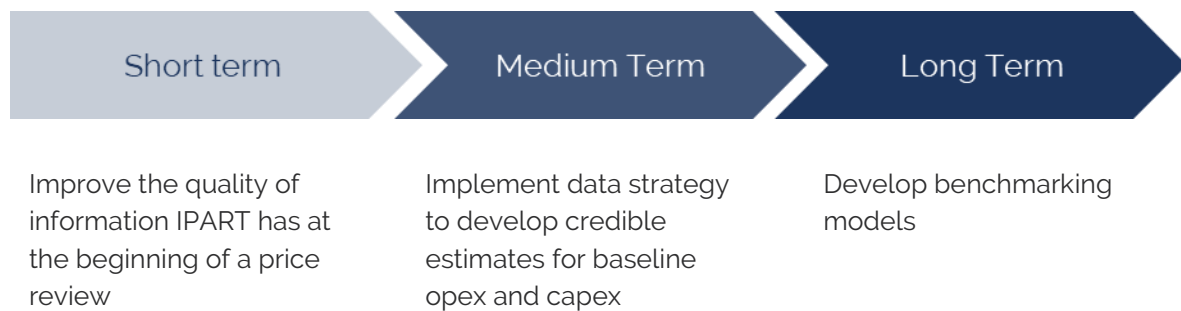 Short term
Medium Term
Long Term
Improve the quality of
information IPART has at
the beginning of a price
review
Implement data strategy
to develop credible
estimates for baseline
opex and capex
Develop benchmarking
models